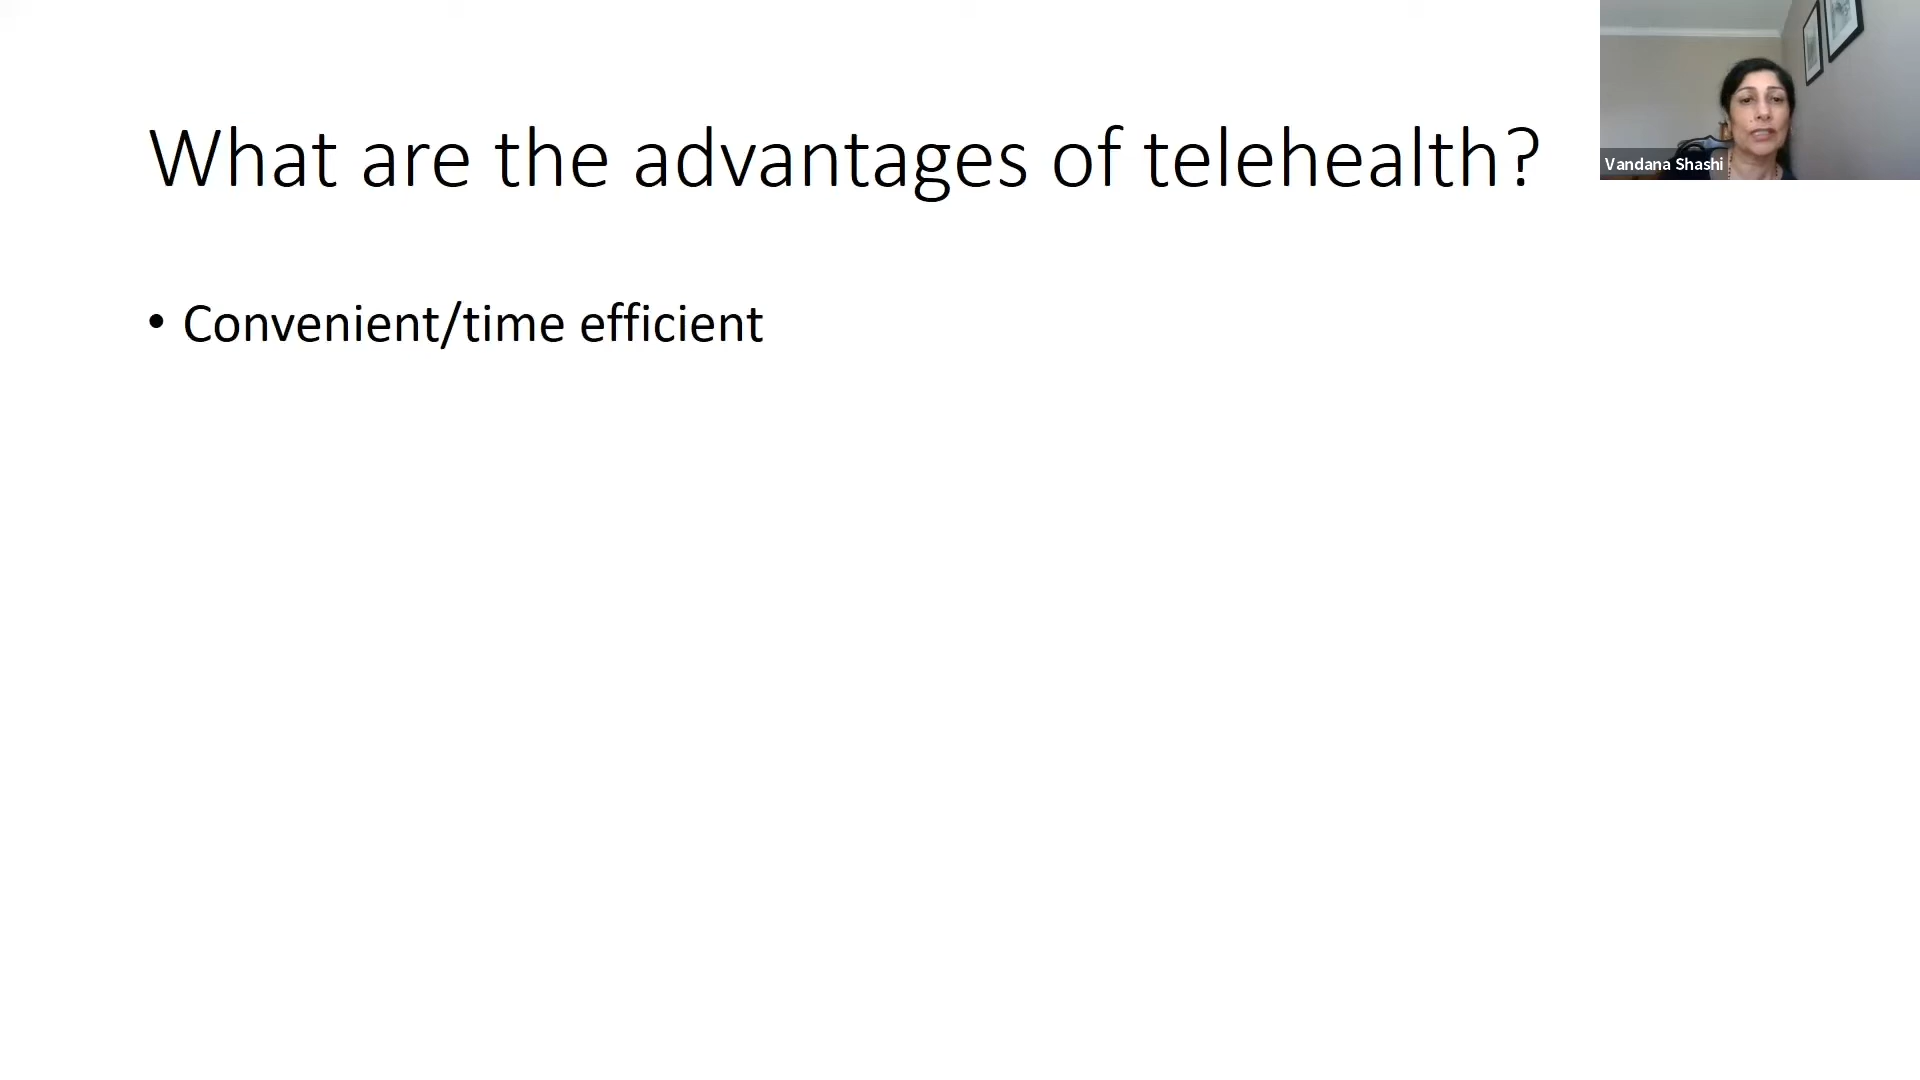 What are the advantages of telehealth?
Vandana Shashi
• Convenient/time efficient